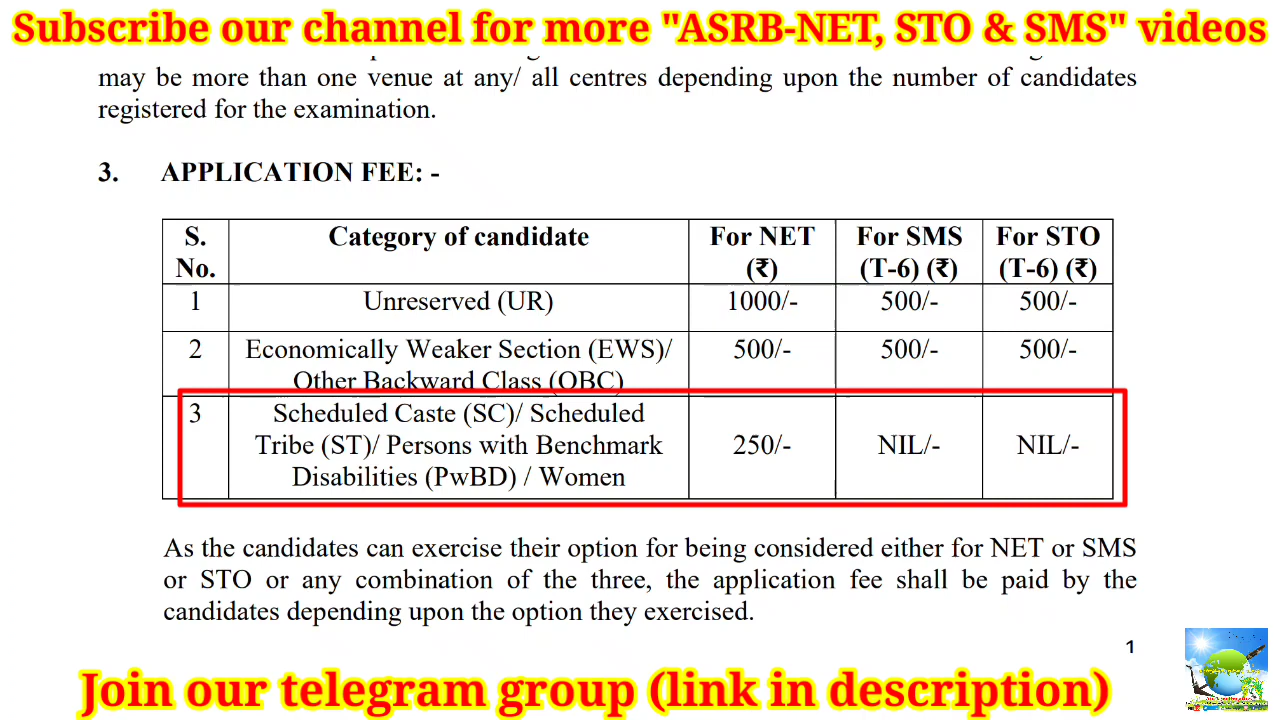 Subscribe our channel for more "ASRB-NET, STO & SMS" videos
may be more than one venue at any/ all centres depending upon the number of candidates
registered for the examination.
3. APPLICATION FEE: -
S. No. Category of candidate For NET (₹) For SMS (T-6) (₹) For STO (T-6) (₹)
1 Unreserved (UR) 1000/- 500/- 500/-
2 Economically Weaker Section (EWS)/ 500/- 500/- 500/-
Other Backward Class (OBC)
3 Scheduled Caste (SC)/ Scheduled
Tribe (ST)/ Persons with Benchmark 250/- NIL/- NIL/-
Disabilities (PwBD) / Women
As the candidates can exercise their option for being considered either for NET or SMS
or STO or any combination of the three, the application fee shall be paid by the
candidates depending upon the option they exercised.
1
Join our telegram group (link in description)